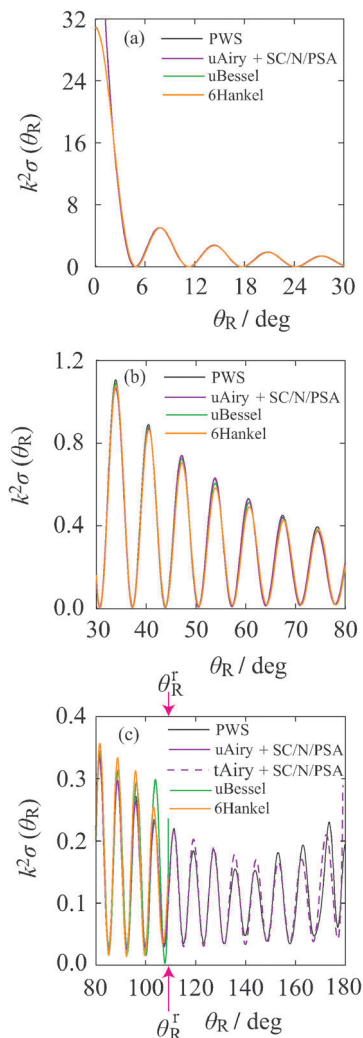 (a)
PWS
uAiry + SC/N/PSA
uBessel
6Hankel
k²σ (θR)
32
24
16
8
0
0 6 12 18 24 30
θR / deg
(b)
PWS
uAiry + SC/N/PSA
uBessel
6Hankel
k²σ (θR)
1.2
0.8
0.4
0.0
30 40 50 60 70 80
θR / deg
θʳR
(c)
PWS
uAiry + SC/N/PSA
tAiry + SC/N/PSA
uBessel
6Hankel
k²σ (θR)
0.4
0.3
0.2
0.1
0.0
80 100 120 140 160 180
θʳR
θR / deg